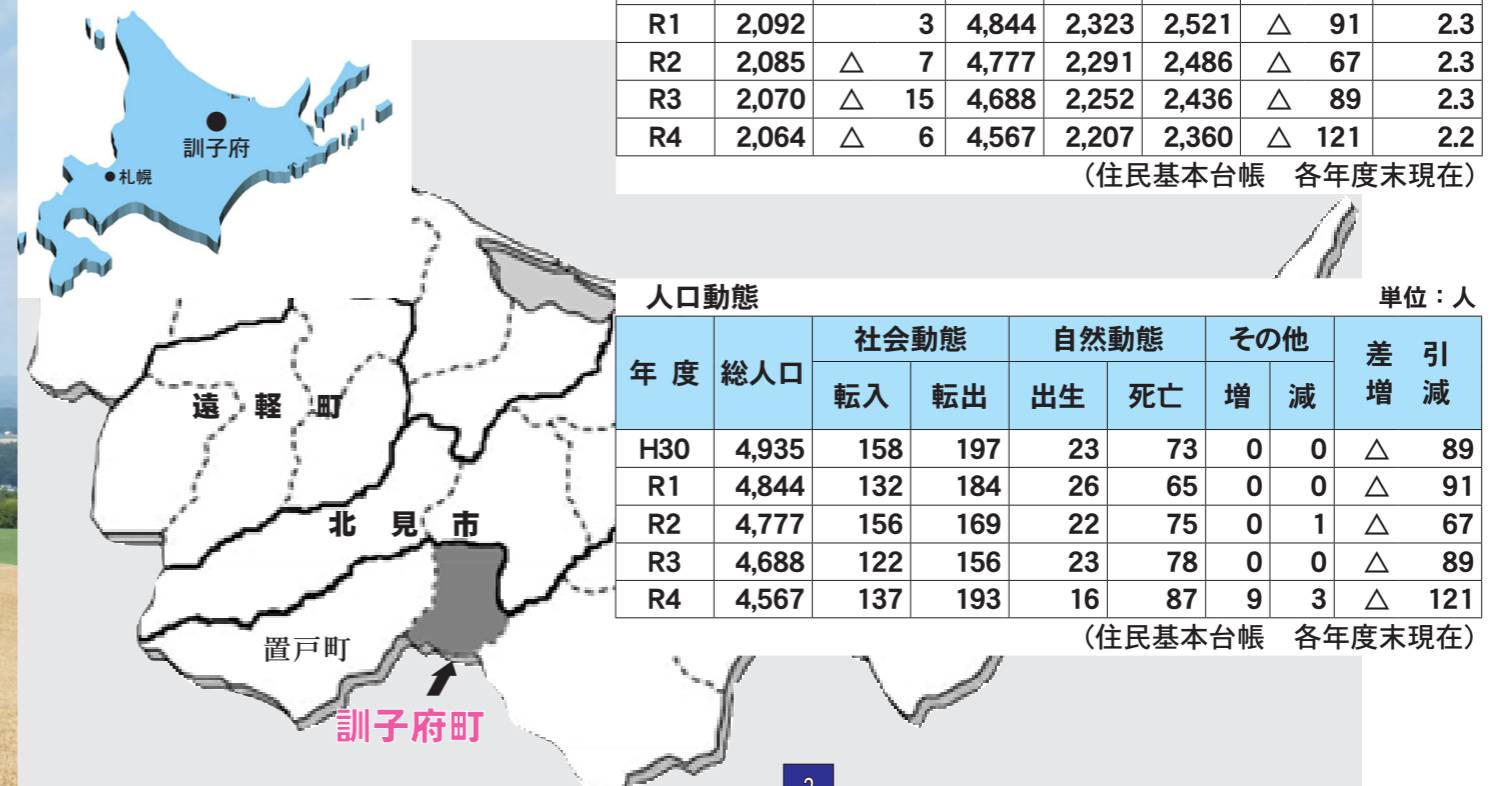 R1 2,092 3 4,844 2,323 2,521 △ 91 2.3
R2 2,085 △ 7 4,777 2,291 2,486 △ 67 2.3
R3 2,070 △ 15 4,688 2,252 2,436 △ 89 2.3
R4 2,064 △ 6 4,567 2,207 2,360 △ 121 2.2
（住民基本台帳　各年度末現在）
訓子府
札幌
人口動態 単位：人
年度 総人口 社会動態 自然動態 その他 差引増減
転入 転出 出生 死亡 増 減
H30 4,935 158 197 23 73 0 0 △ 89
R1 4,844 132 184 26 65 0 0 △ 91
R2 4,777 156 169 22 75 0 1 △ 67
R3 4,688 122 156 23 78 0 0 △ 89
R4 4,567 137 193 16 87 9 3 △ 121
（住民基本台帳　各年度末現在）
遠軽町
北見市
置戸町
訓子府町